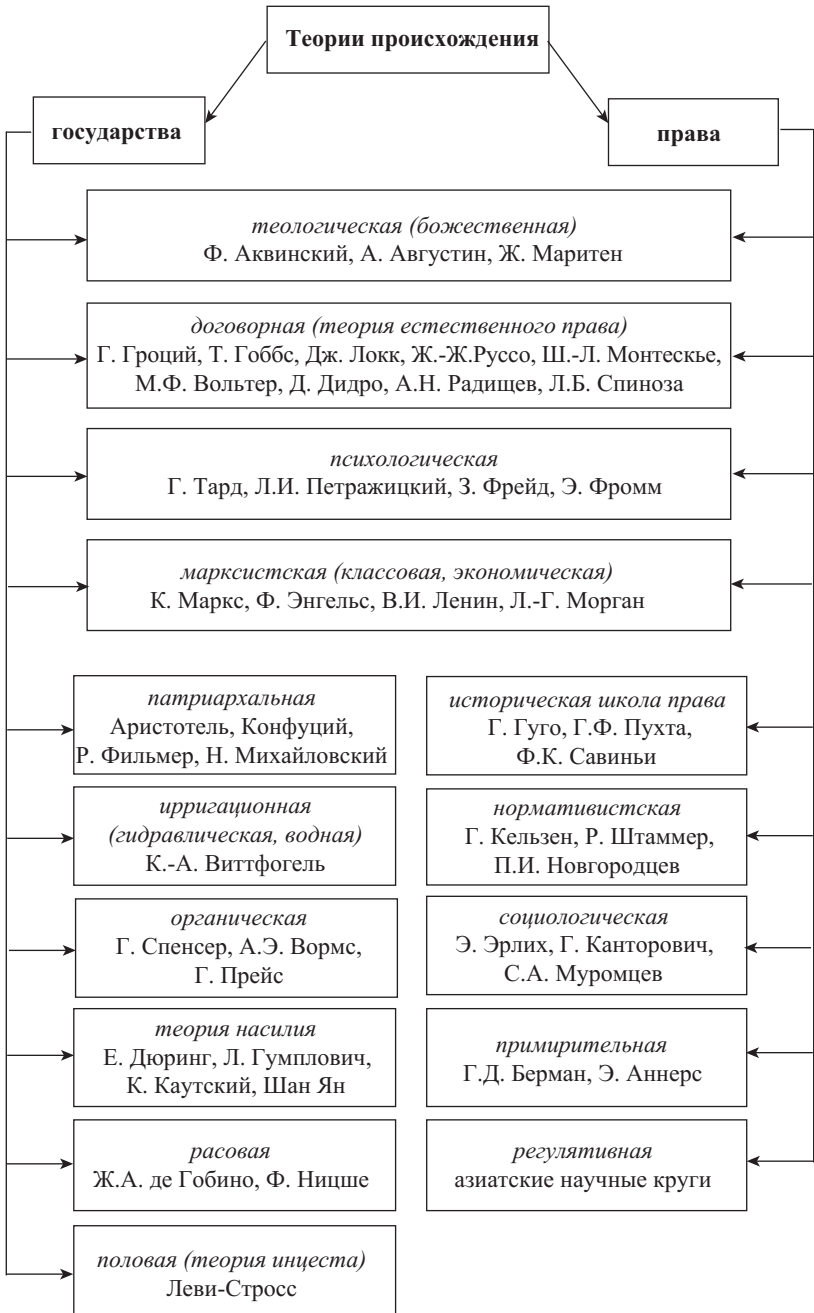 Теории происхождения
государства
права
теологическая (божественная)
Ф. Аквинский, А. Августин, Ж. Маритен
договорная (теория естественного права)
Г. Гроций, Т. Гоббс, Дж. Локк, Ж.-Ж.Руссо, Ш.-Л. Монтескье,
М.Ф. Вольтер, Д. Дидро, А.Н. Радищев, Л.Б. Спиноза
психологическая
Г. Тард, Л.И. Петражицкий, З. Фрейд, Э. Фромм
марксистская (классовая, экономическая)
К. Маркс, Ф. Энгельс, В.И. Ленин, Л.-Г. Морган
патриархальная
Аристотель, Конфуций,
Р. Фильмер, Н. Михайловский
историческая школа права
Г. Гуго, Г.Ф. Пухта,
Ф.К. Савиньи
ирригационная
(гидравлическая, водная)
К.-А. Виттфогель
нормативистская
Г. Кельзен, Р. Штаммер,
П.И. Новгородцев
органическая
Г. Спенсер, А.Э. Вормс,
Г. Прейс
социологическая
Э. Эрлих, Г. Канторович,
С.А. Муромцев
теория насилия
Е. Дюринг, Л. Гумплович,
К. Каутский, Шан Ян
примирительная
Г.Д. Берман, Э. Аннерс
расовая
Ж.А. де Гобино, Ф. Ницше
регулятивная
азиатские научные круги
половая (теория инцеста)
Леви-Стросс